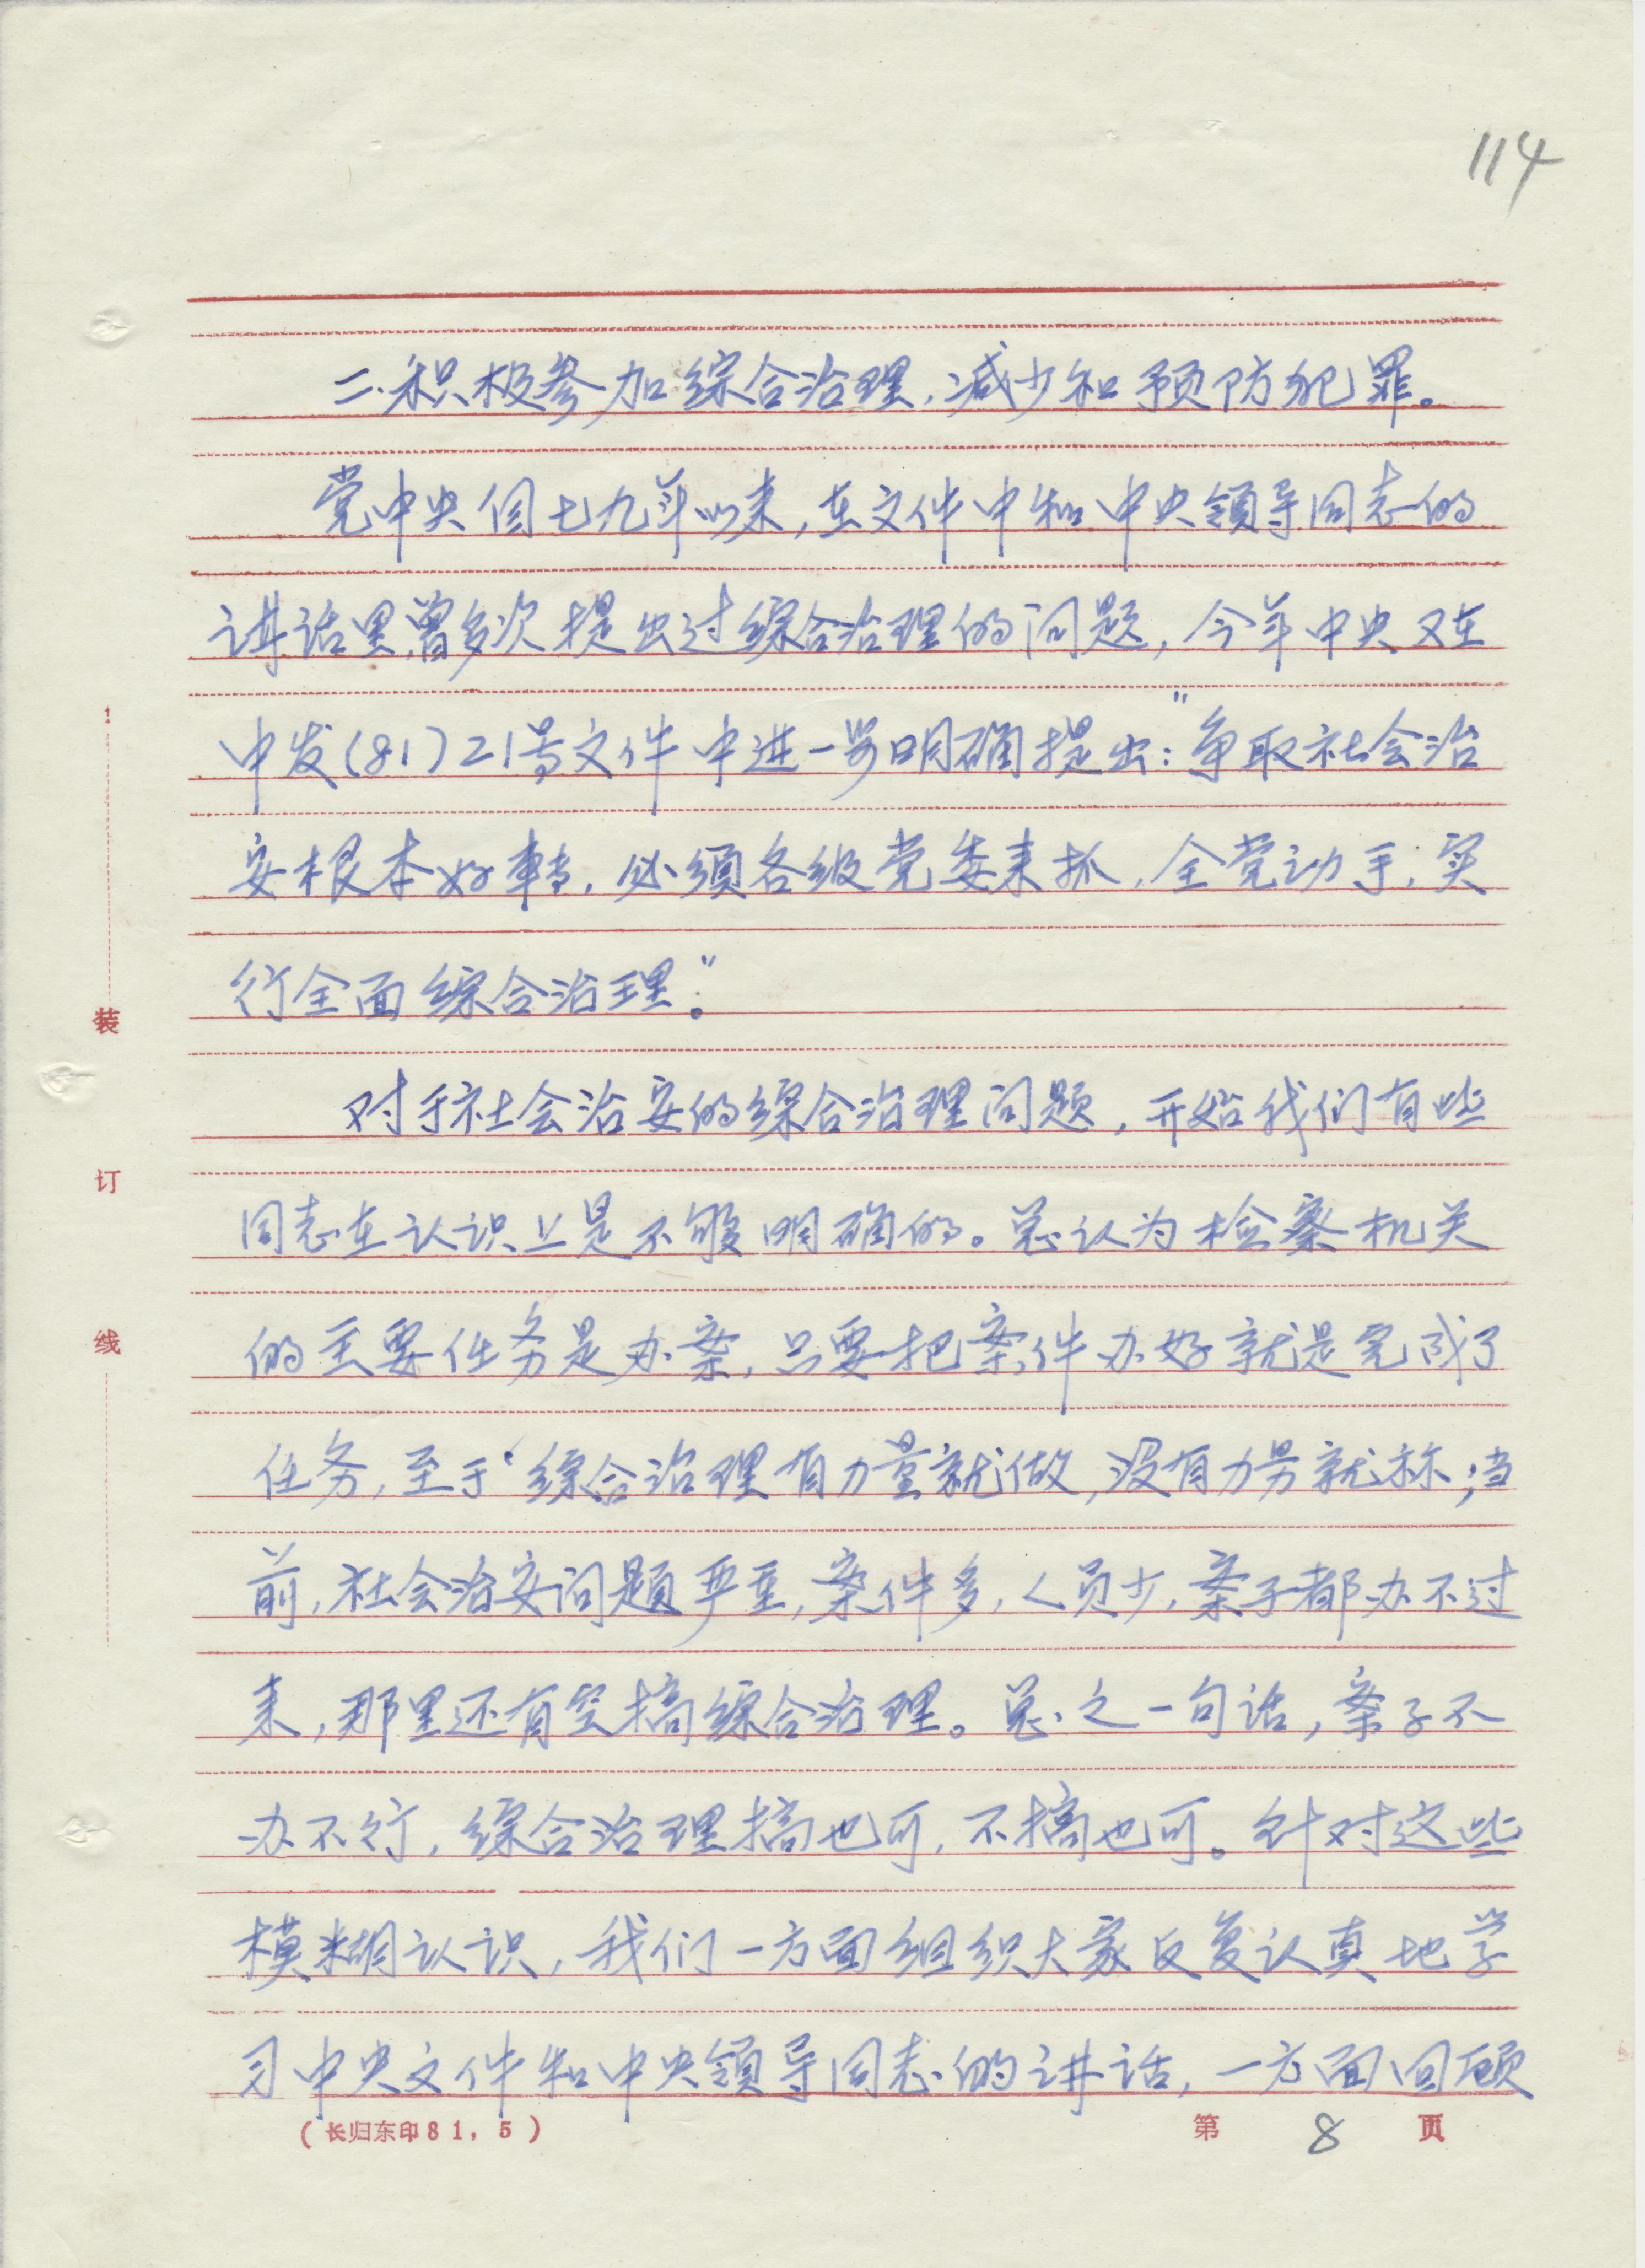 114
二.积极参加综合治理,减少和预防犯罪。
党中央自七九年以来,在文件中和中央领导同志的
讲话里,曾多次提出过综合治理的问题,今年中央又在
中发(81)21号文件中进一步明确提出:"争取社会治
安根本好转,必须各级党委来抓,全党动手,实
行全面综合治理。"
对于社会治安的综合治理问题,开始我们有些
同志在认识上是不够明确的。总认为检察机关
的主要任务是办案,只要把案件办好就是完成了
任务,至于综合治理有力量就做,没有力量就;当
前,社会治安问题严重,案件多,人员少,案子都办不过
来,那里还有空搞综合治理。总之一句话,案子不
办不行,综合治理搞也可,不搞也可。针对这些
模糊认识,我们一方面组织大家反复认真地学
习中央文件和中央领导同志的讲话,一方面回顾
装
订
线
(长归东印81,5)
第 8 页